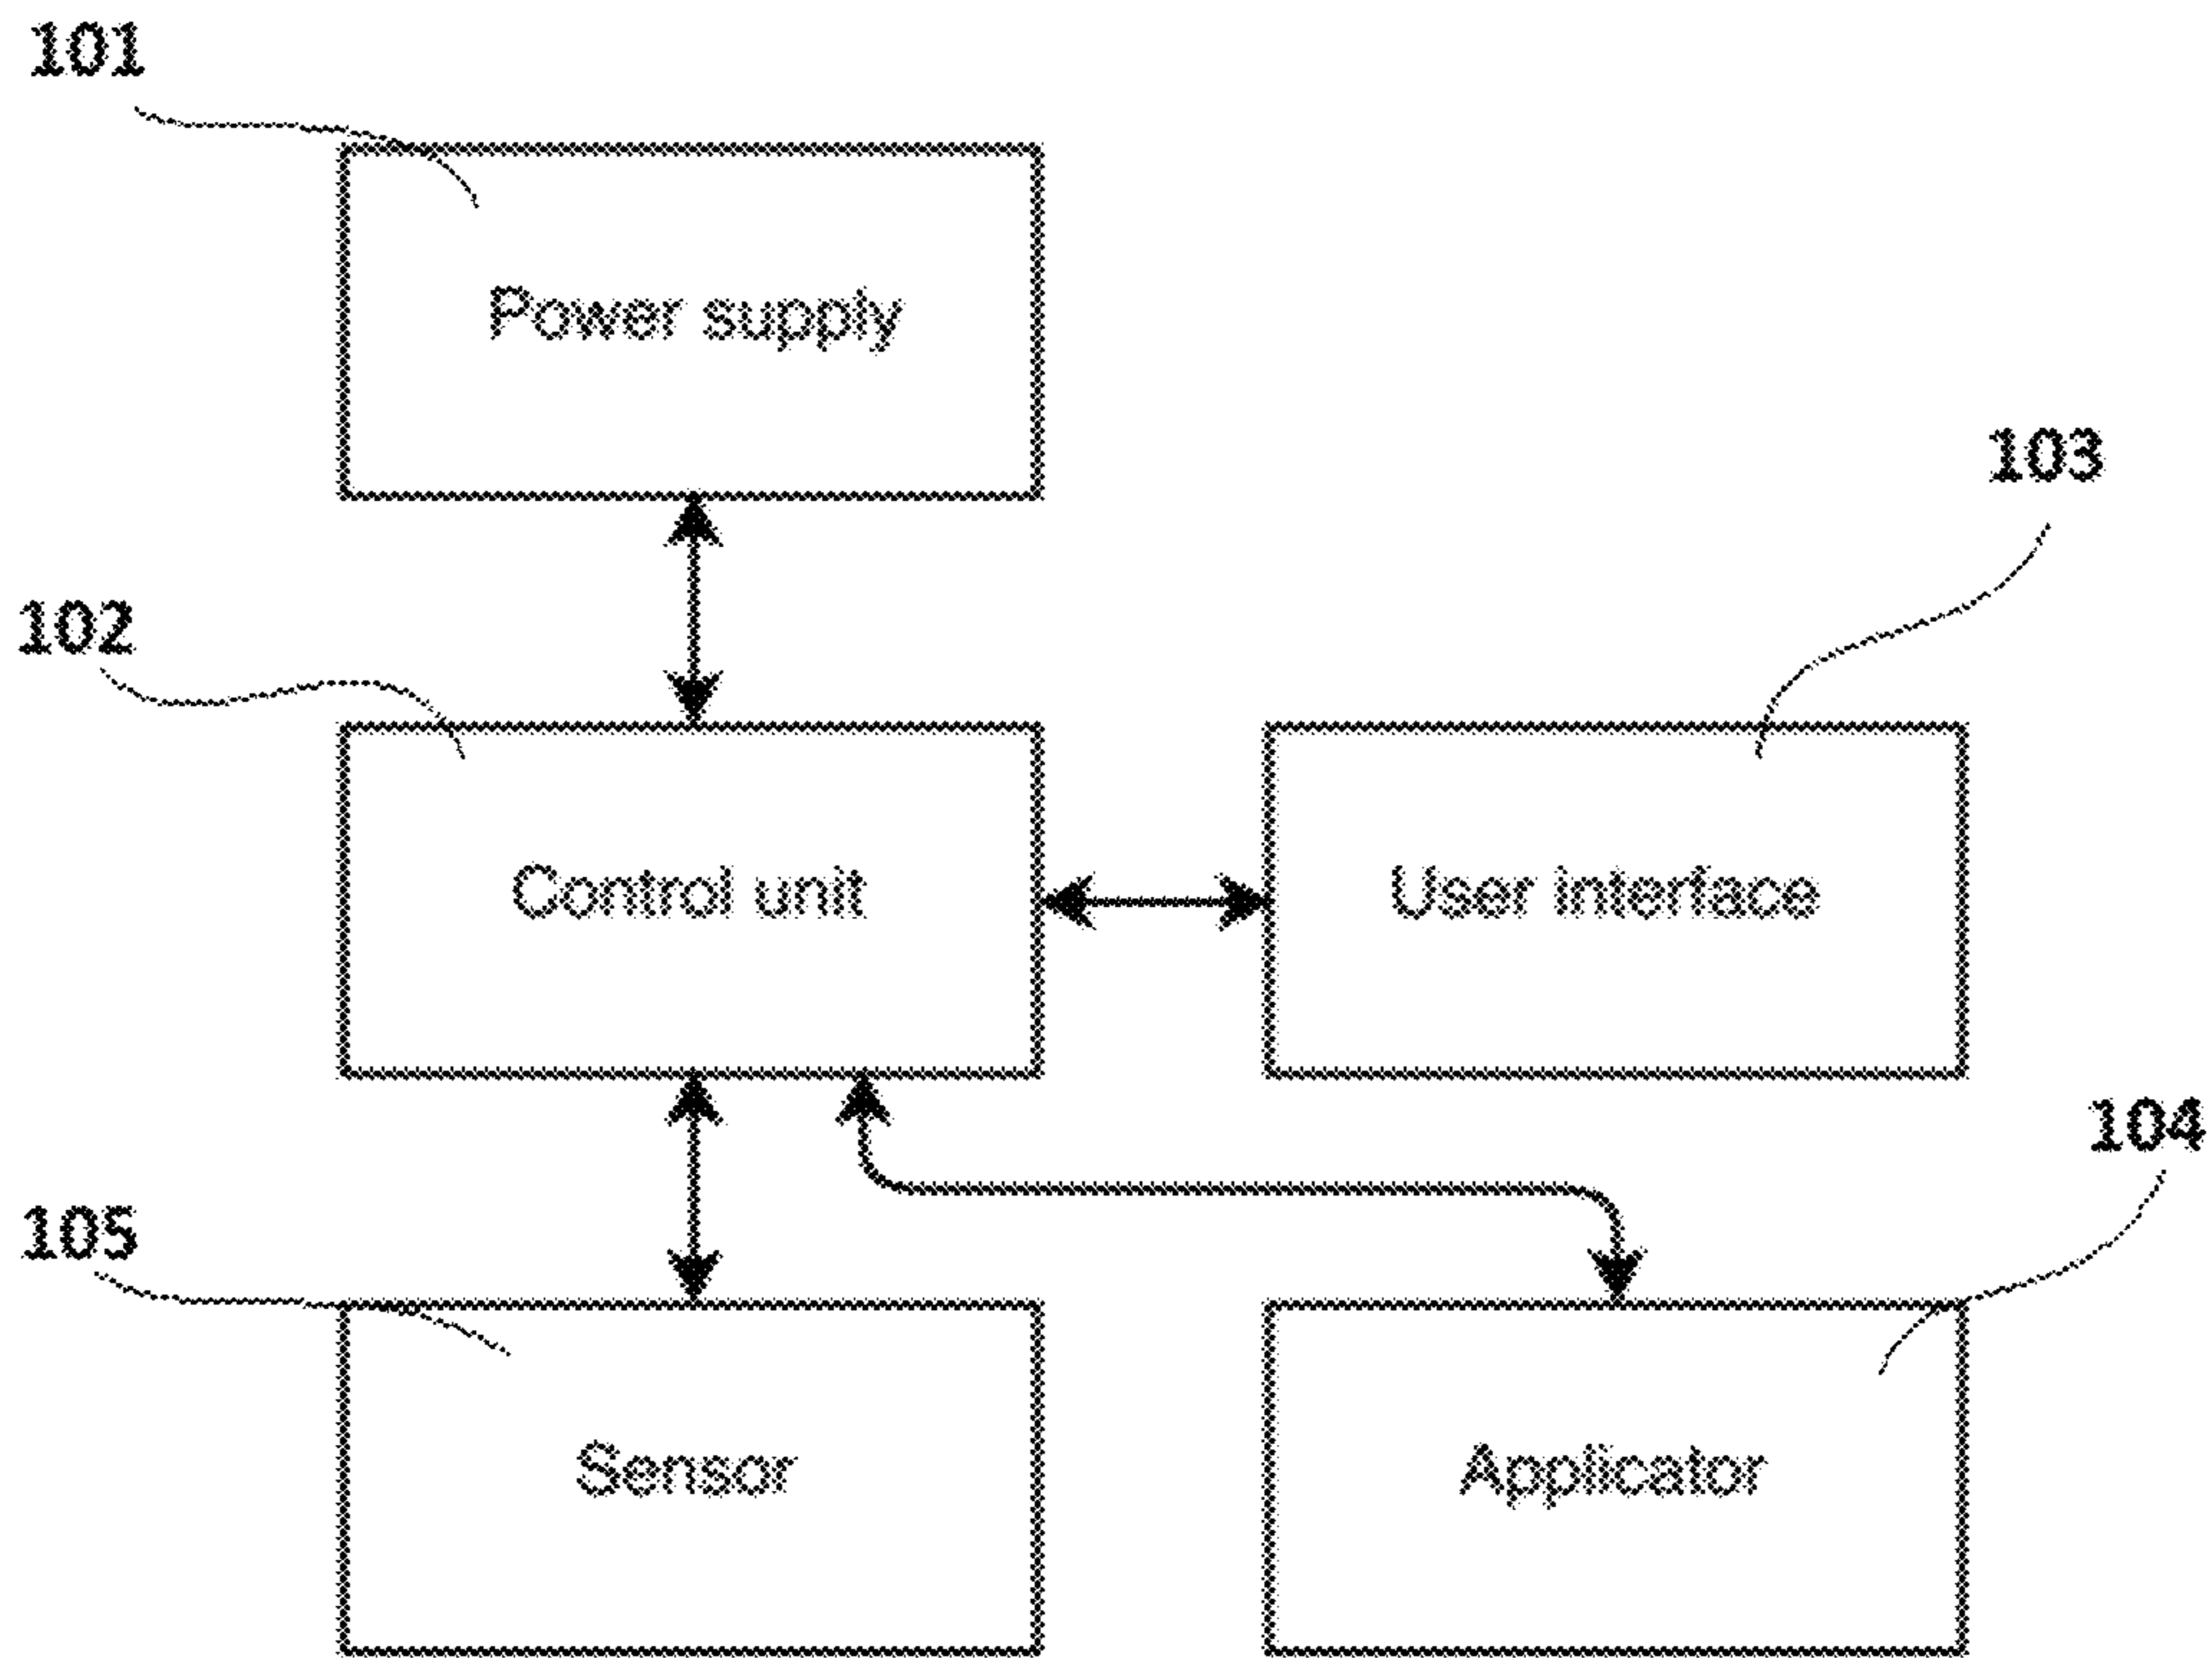 101
Power supply
103
102
Control unit
User interface
104
105
Sensor
Applicator